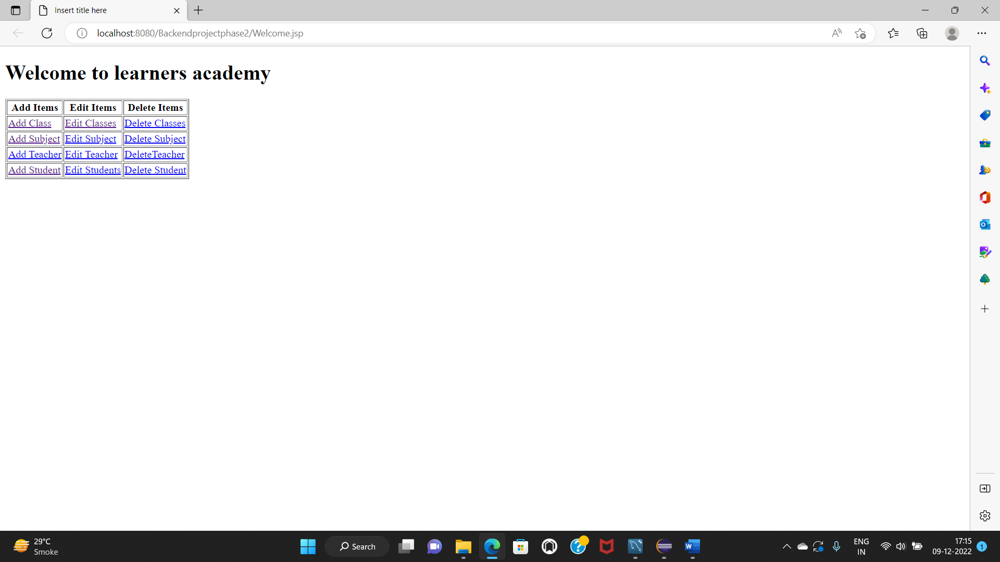 Insert title here
localhost:8080/Backendprojectphase2/Welcome.jsp
Welcome to learners academy
Add Items Edit Items Delete Items
Add Class Edit Classes Delete Classes
Add Subject Edit Subject Delete Subject
Add Teacher Edit Teacher DeleteTeacher
Add Student Edit Students Delete Student
29°C
Smoke
Search
ENG
IN
17:15
09-12-2022
1